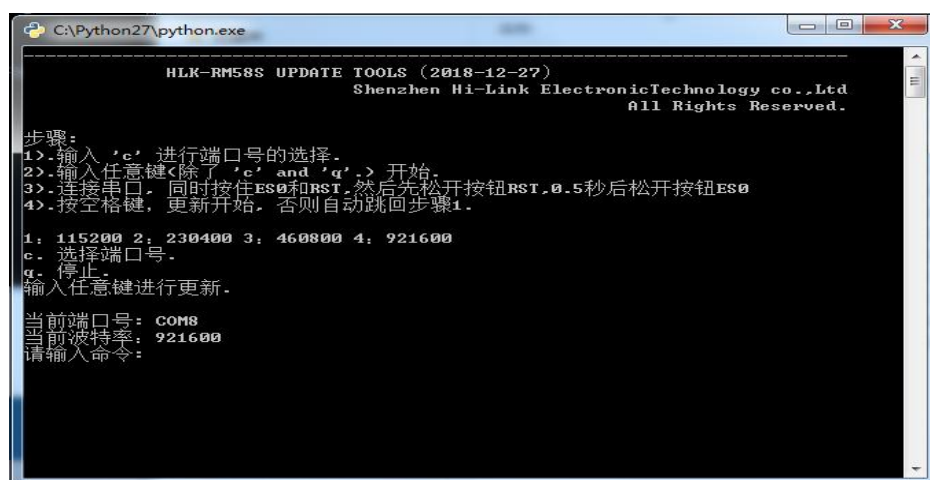 C:\Python27\python.exe
HLK-RM58S UPDATE TOOLS (2018-12-27)
Shenzhen Hi-Link ElectronicTechnology co.,Ltd
All Rights Reserved.
步骤:
1>.输入 'c' 进行端口号的选择.
2>.输入任意键<除了 'c' and 'q'.> 开始.
3>.连接串口, 同时按住ES0和RST,然后先松开按钮RST,0.5秒后松开按钮ES0
4>.按空格键, 更新开始, 否则自动跳回步骤1.
1: 115200 2: 230400 3: 460800 4: 921600
c. 选择端口号.
q. 停止.
输入任意键进行更新.
当前端口号: COM8
当前波特率: 921600
请输入命令: